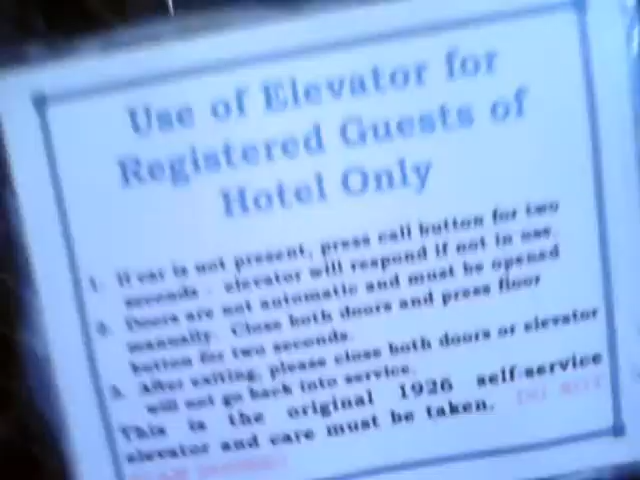 Use of Elevator for
Registered Guests of
Hotel Only
1. If car is not present, press call button for two
seconds - elevator will respond if not in use.
2. Doors are not automatic and must be opened
manually. Close both doors and press floor
button for two seconds.
3. After exiting, please close both doors or elevator
will not go back into service.
This is the original 1926 self-service
elevator and care must be taken.